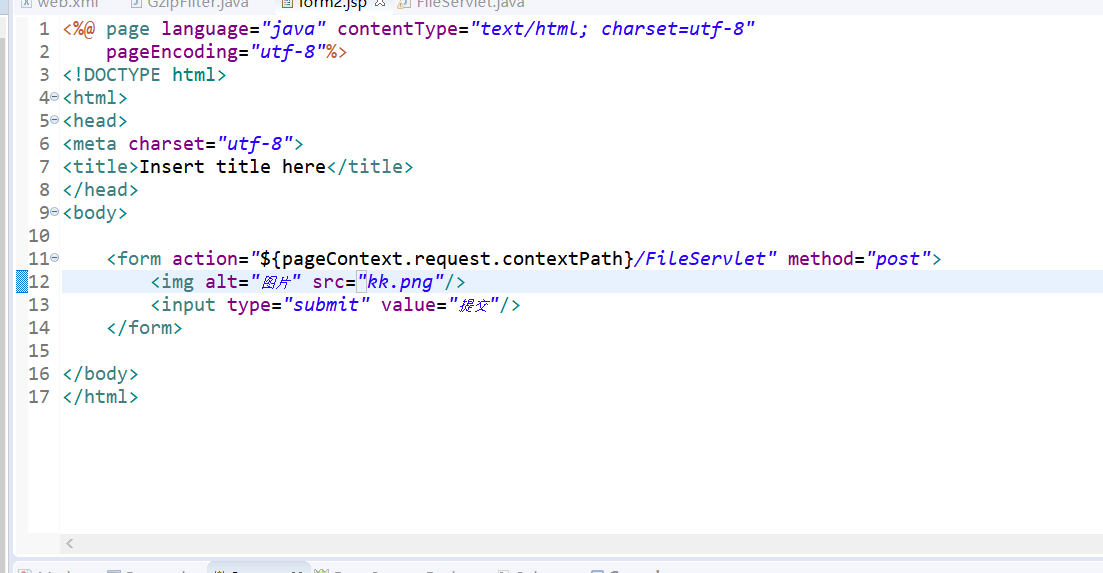 web.xml GzipFilter.java form2.jsp FileServlet.java
1 <%@ page language="java" contentType="text/html; charset=utf-8"
2 pageEncoding="utf-8"%>
3 <!DOCTYPE html>
4 <html>
5 <head>
6 <meta charset="utf-8">
7 <title>Insert title here</title>
8 </head>
9 <body>
10
11 <form action="${pageContext.request.contextPath}/FileServlet" method="post">
12 <img alt="图片" src="kk.png"/>
13 <input type="submit" value="提交"/>
14 </form>
15
16 </body>
17 </html>